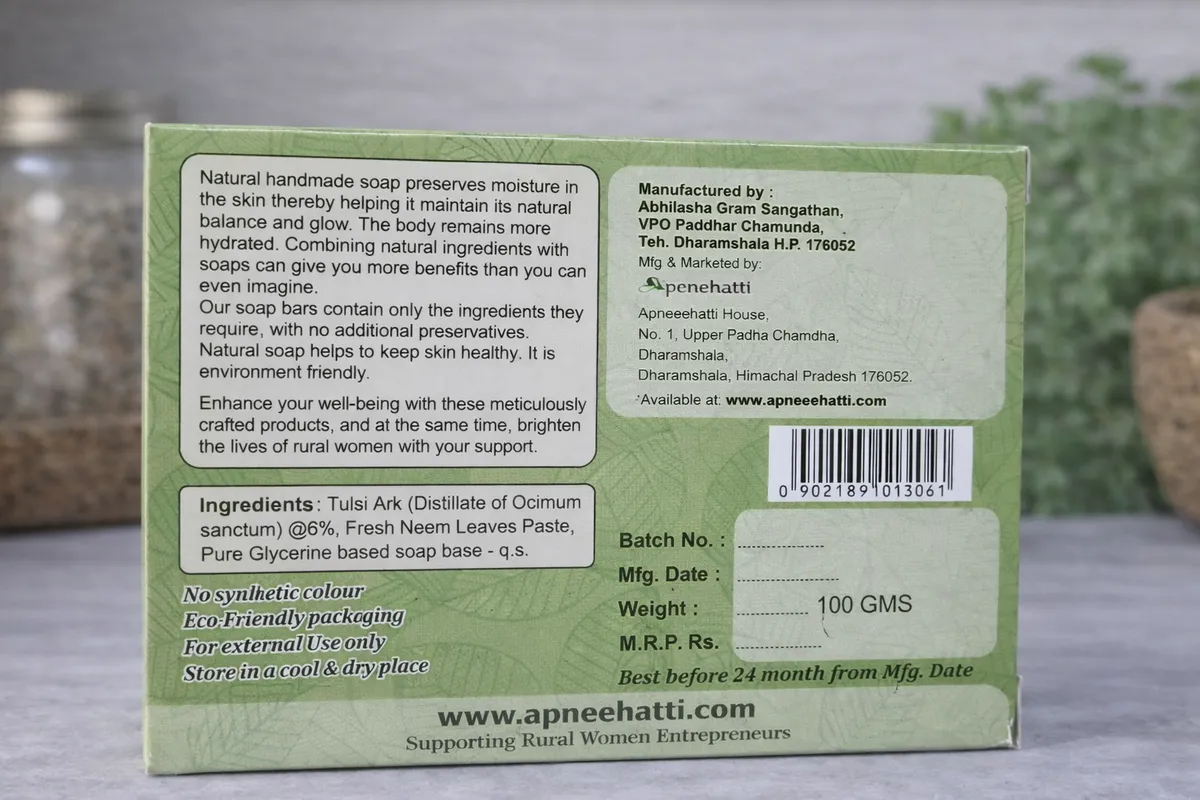 Natural handmade soap preserves moisture in
the skin thereby helping it maintain its natural
balance and glow. The body remains more
hydrated. Combining natural ingredients with
soaps can give you more benefits than you can
even imagine.
Our soap bars contain only the ingredients they
require, with no additional preservatives.
Natural soap helps to keep skin healthy. It is
environment friendly.
Enhance your well-being with these meticulously
crafted products, and at the same time, brighten
the lives of rural women with your support.
Ingredients : Tulsi Ark (Distillate of Ocimum
sanctum) @6%, Fresh Neem Leaves Paste,
Pure Glycerine based soap base - q.s.
No synlhetic colour
Eco-Friendly packaging
For external Use only
Store in a cool & dry place
Manufactured by :
Abhilasha Gram Sangathan,
VPO Paddhar Chamunda,
Teh. Dharamshala H.P. 176052
Mfg & Marketed by:
Apenehatti
Apneeehatti House,
No. 1, Upper Padha Chamdha,
Dharamshala,
Dharamshala, Himachal Pradesh 176052.
Available at: www.apneeehatti.com
0 902189 013061
Batch No. : ....................
Mfg. Date : ....................
Weight : ................ 100 GMS
M.R.P. Rs. ....................
Best before 24 month from Mfg. Date
www.apneehatti.com
Supporting Rural Women Entrepreneurs